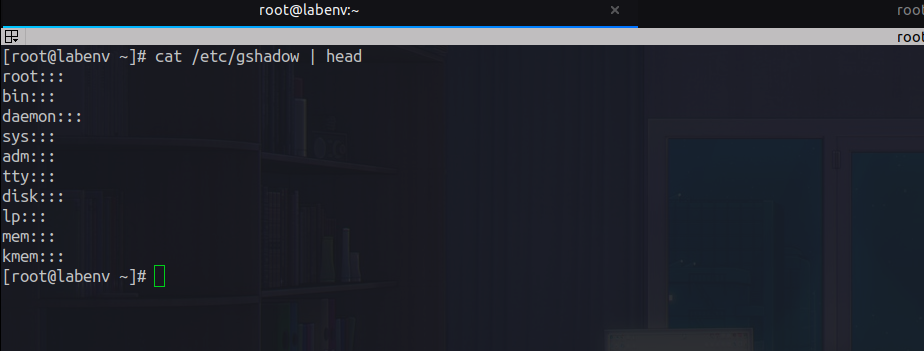 root@labenv:~ × root
root
[root@labenv ~]# cat /etc/gshadow | head
root:::
bin:::
daemon:::
sys:::
adm:::
tty:::
disk:::
lp:::
mem:::
kmem:::
[root@labenv ~]#